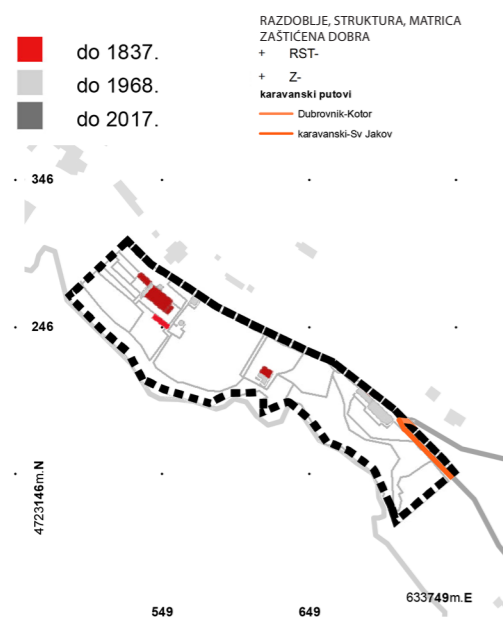 do 1837.
do 1968.
do 2017.
RAZDOBLJE, STRUKTURA, MATRICA
ZAŠTIĆENA DOBRA
+ RST-
+ Z-
karavanski putovi
Dubrovnik-Kotor
karavanski-Sv Jakov
346
246
4723146m.N
633749m.E
549
649